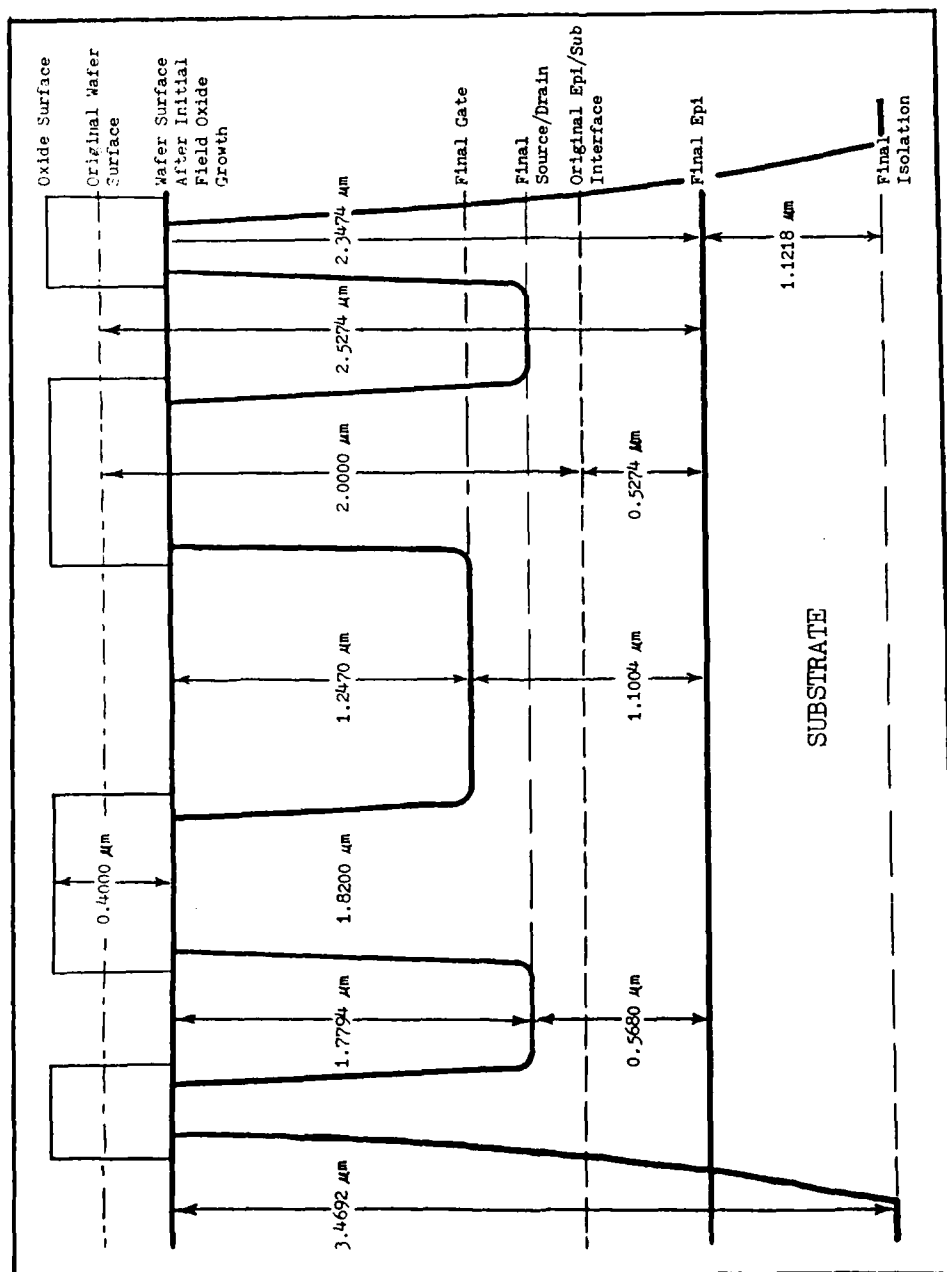 Oxide Surface
Original Wafer
Surface
Wafer Surface
After Initial
Field Oxide
Growth
Final Gate
Final
Source/Drain
Original Epi/Sub
Interface
Final Epi
Final
Isolation
0.4000 μm
3.4692 μm
1.7794 μm
1.8200 μm
1.2470 μm
2.0000 μm
2.5274 μm
2.3474 μm
0.5680 μm
1.1004 μm
0.5274 μm
1.1218 μm
SUBSTRATE